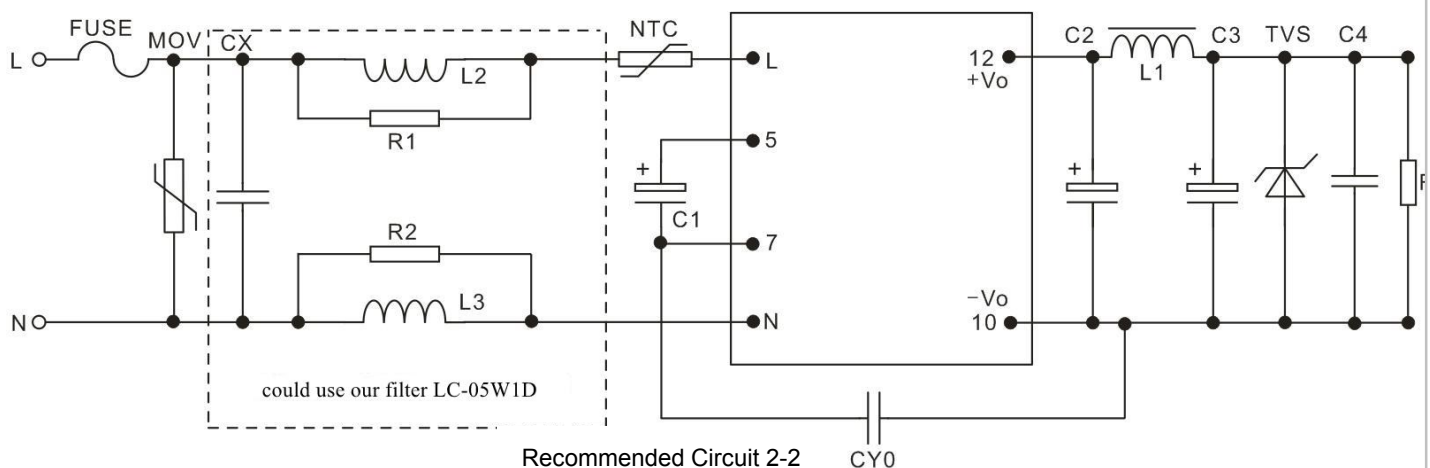 FUSE
MOV
CX
NTC
C2
C3
TVS
C4
L
L2
L
12
+Vo
L1
R1
5
+
+
+
C1
R2
7
L3
−Vo
N
N
10
could use our filter LC-05W1D
CY0
Recommended Circuit 2-2